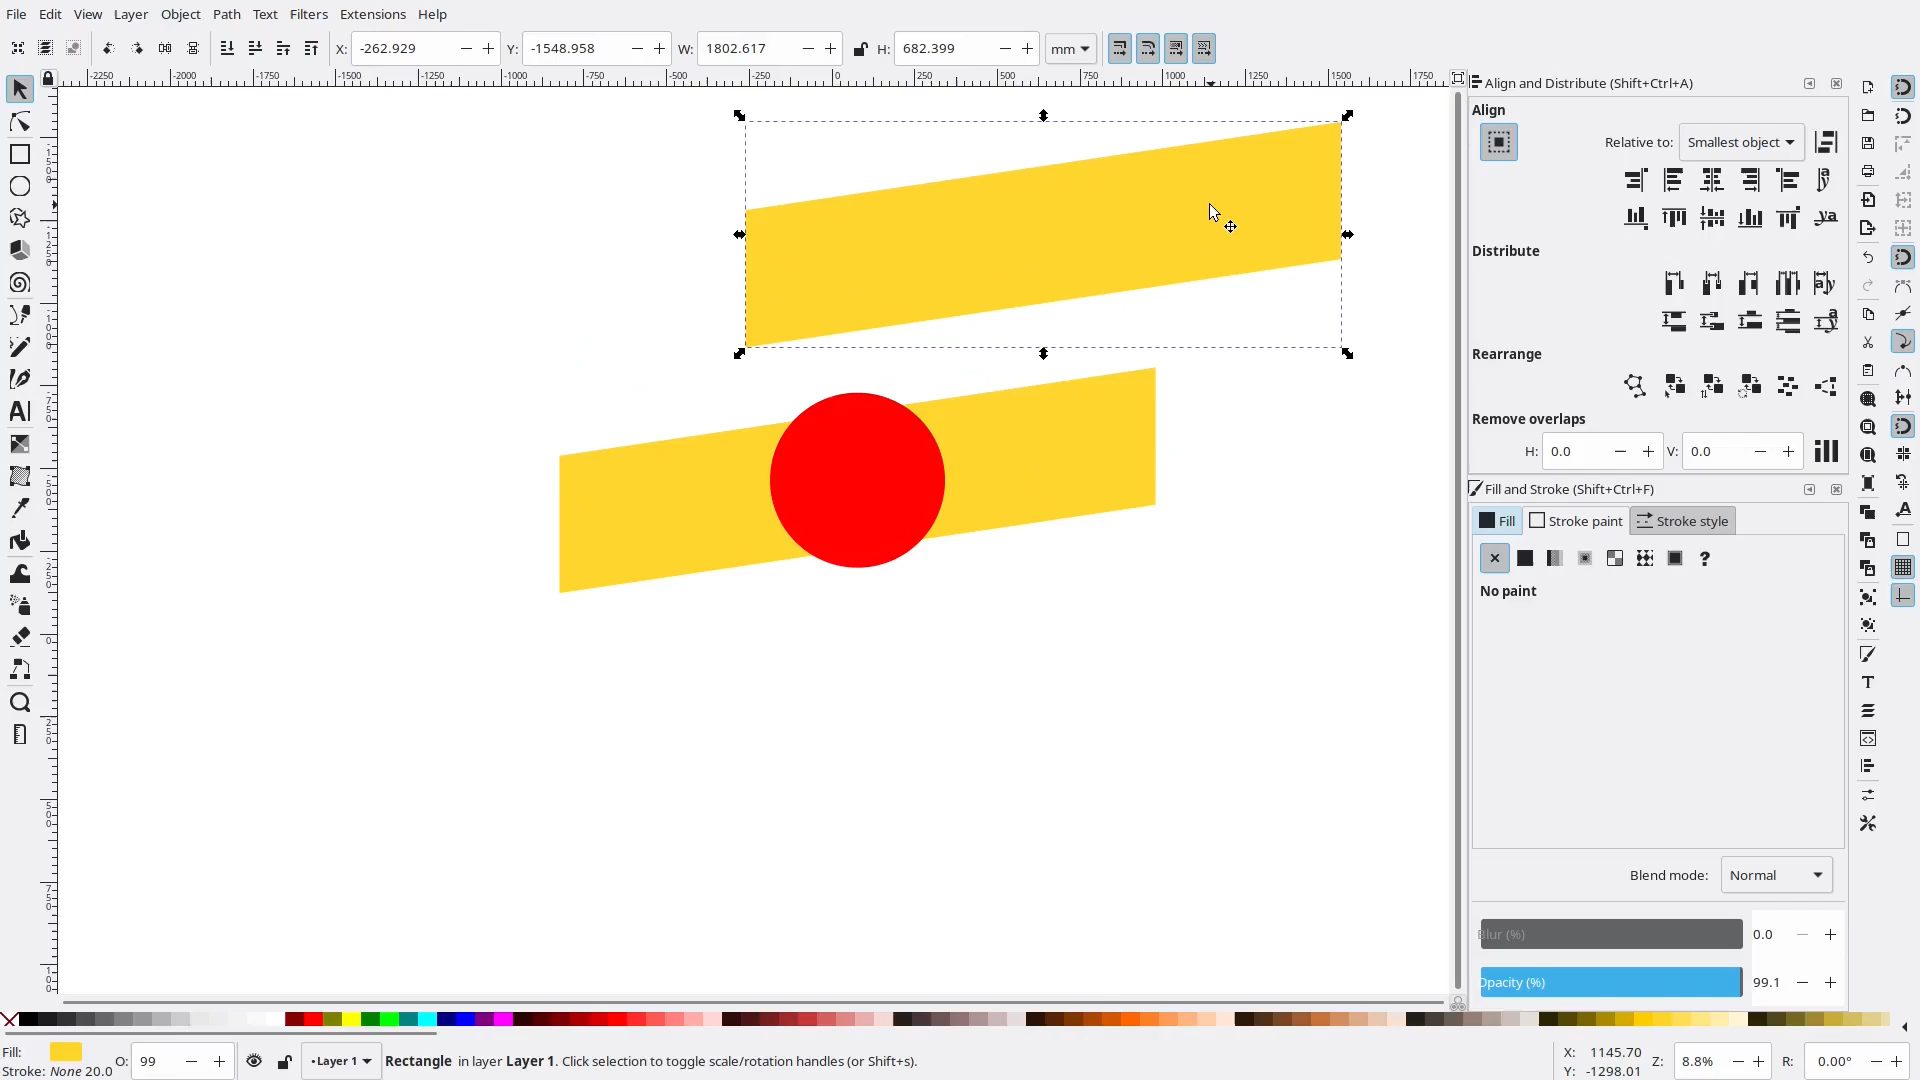 File Edit View Layer Object Path Text Filters Extensions Help
X: -262.929 Y: -1548.958 W: 1802.617 H: 682.399 mm
-2250 -2000 -1750 -1500 -1250 -1000 -750 -500 -250 0 250 500 750 1000 1250 1500 1750
Align and Distribute (Shift+Ctrl+A)
Align
Relative to: Smallest object
Distribute
Rearrange
Remove overlaps
H: 0.0 V: 0.0
Fill and Stroke (Shift+Ctrl+F)
Fill Stroke paint Stroke style
No paint
Blend mode: Normal
Blur (%) 0.0
Opacity (%) 99.1
Fill: O: 99 •Layer 1 Rectangle in layer Layer 1. Click selection to toggle scale/rotation handles (or Shift+s). X: 1145.70 Z: 8.8% R: 0.00°
Stroke: None 20.0 Y: -1298.01